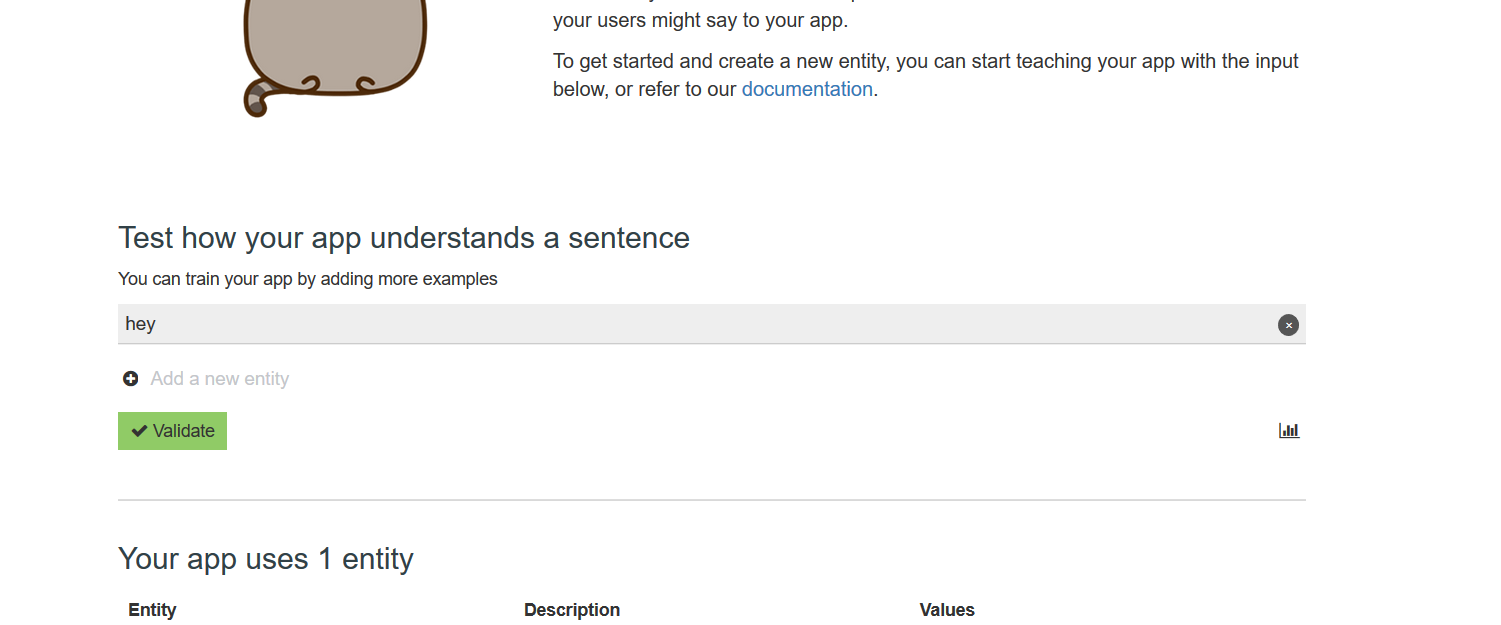 your users might say to your app.
To get started and create a new entity, you can start teaching your app with the input
below, or refer to our documentation.
Test how your app understands a sentence
You can train your app by adding more examples
hey
Add a new entity
Validate
Your app uses 1 entity
Entity Description Values